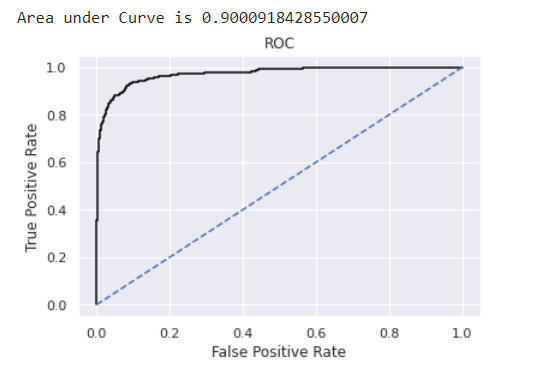 Area under Curve is 0.9000918428550007
ROC
1.0
0.8
0.6
0.4
0.2
0.0
True Positive Rate
0.0 0.2 0.4 0.6 0.8 1.0
False Positive Rate